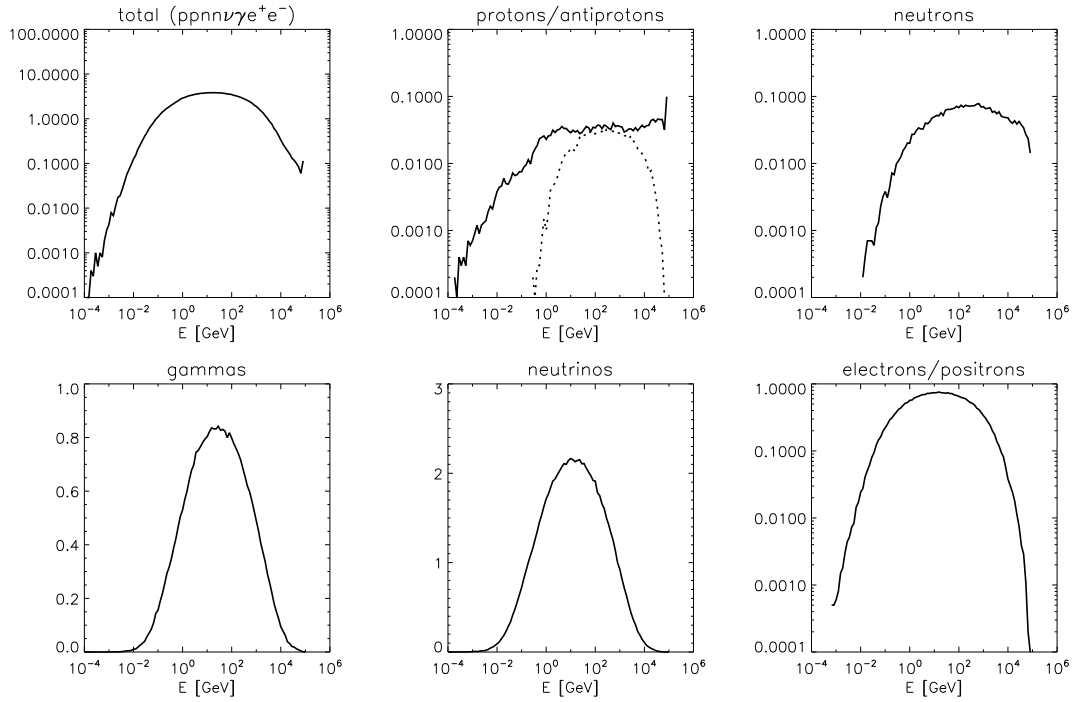 total (ppnnνγe⁺e⁻)
100.0000
10.0000
1.0000
0.1000
0.0100
0.0010
0.0001
10⁻⁴ 10⁻² 10⁰ 10² 10⁴ 10⁶
E [GeV]
protons/antiprotons
1.0000
0.1000
0.0100
0.0010
0.0001
10⁻⁴ 10⁻² 10⁰ 10² 10⁴ 10⁶
E [GeV]
neutrons
1.0000
0.1000
0.0100
0.0010
0.0001
10⁻⁴ 10⁻² 10⁰ 10² 10⁴ 10⁶
E [GeV]
gammas
1.0
0.8
0.6
0.4
0.2
0.0
10⁻⁴ 10⁻² 10⁰ 10² 10⁴ 10⁶
E [GeV]
neutrinos
3
2
1
0
10⁻⁴ 10⁻² 10⁰ 10² 10⁴ 10⁶
E [GeV]
electrons/positrons
1.0000
0.1000
0.0100
0.0010
0.0001
10⁻⁴ 10⁻² 10⁰ 10² 10⁴ 10⁶
E [GeV]